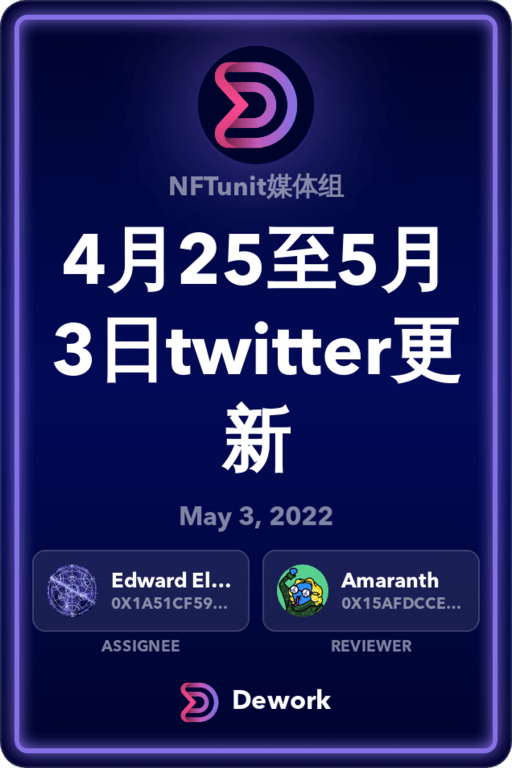 NFTunit媒体组
4月25至5月
3日twitter更
新
May 3, 2022
Edward El...
0X1A51CF59...
Amaranth
0X15AFDCCE...
ASSIGNEE
REVIEWER
Dework